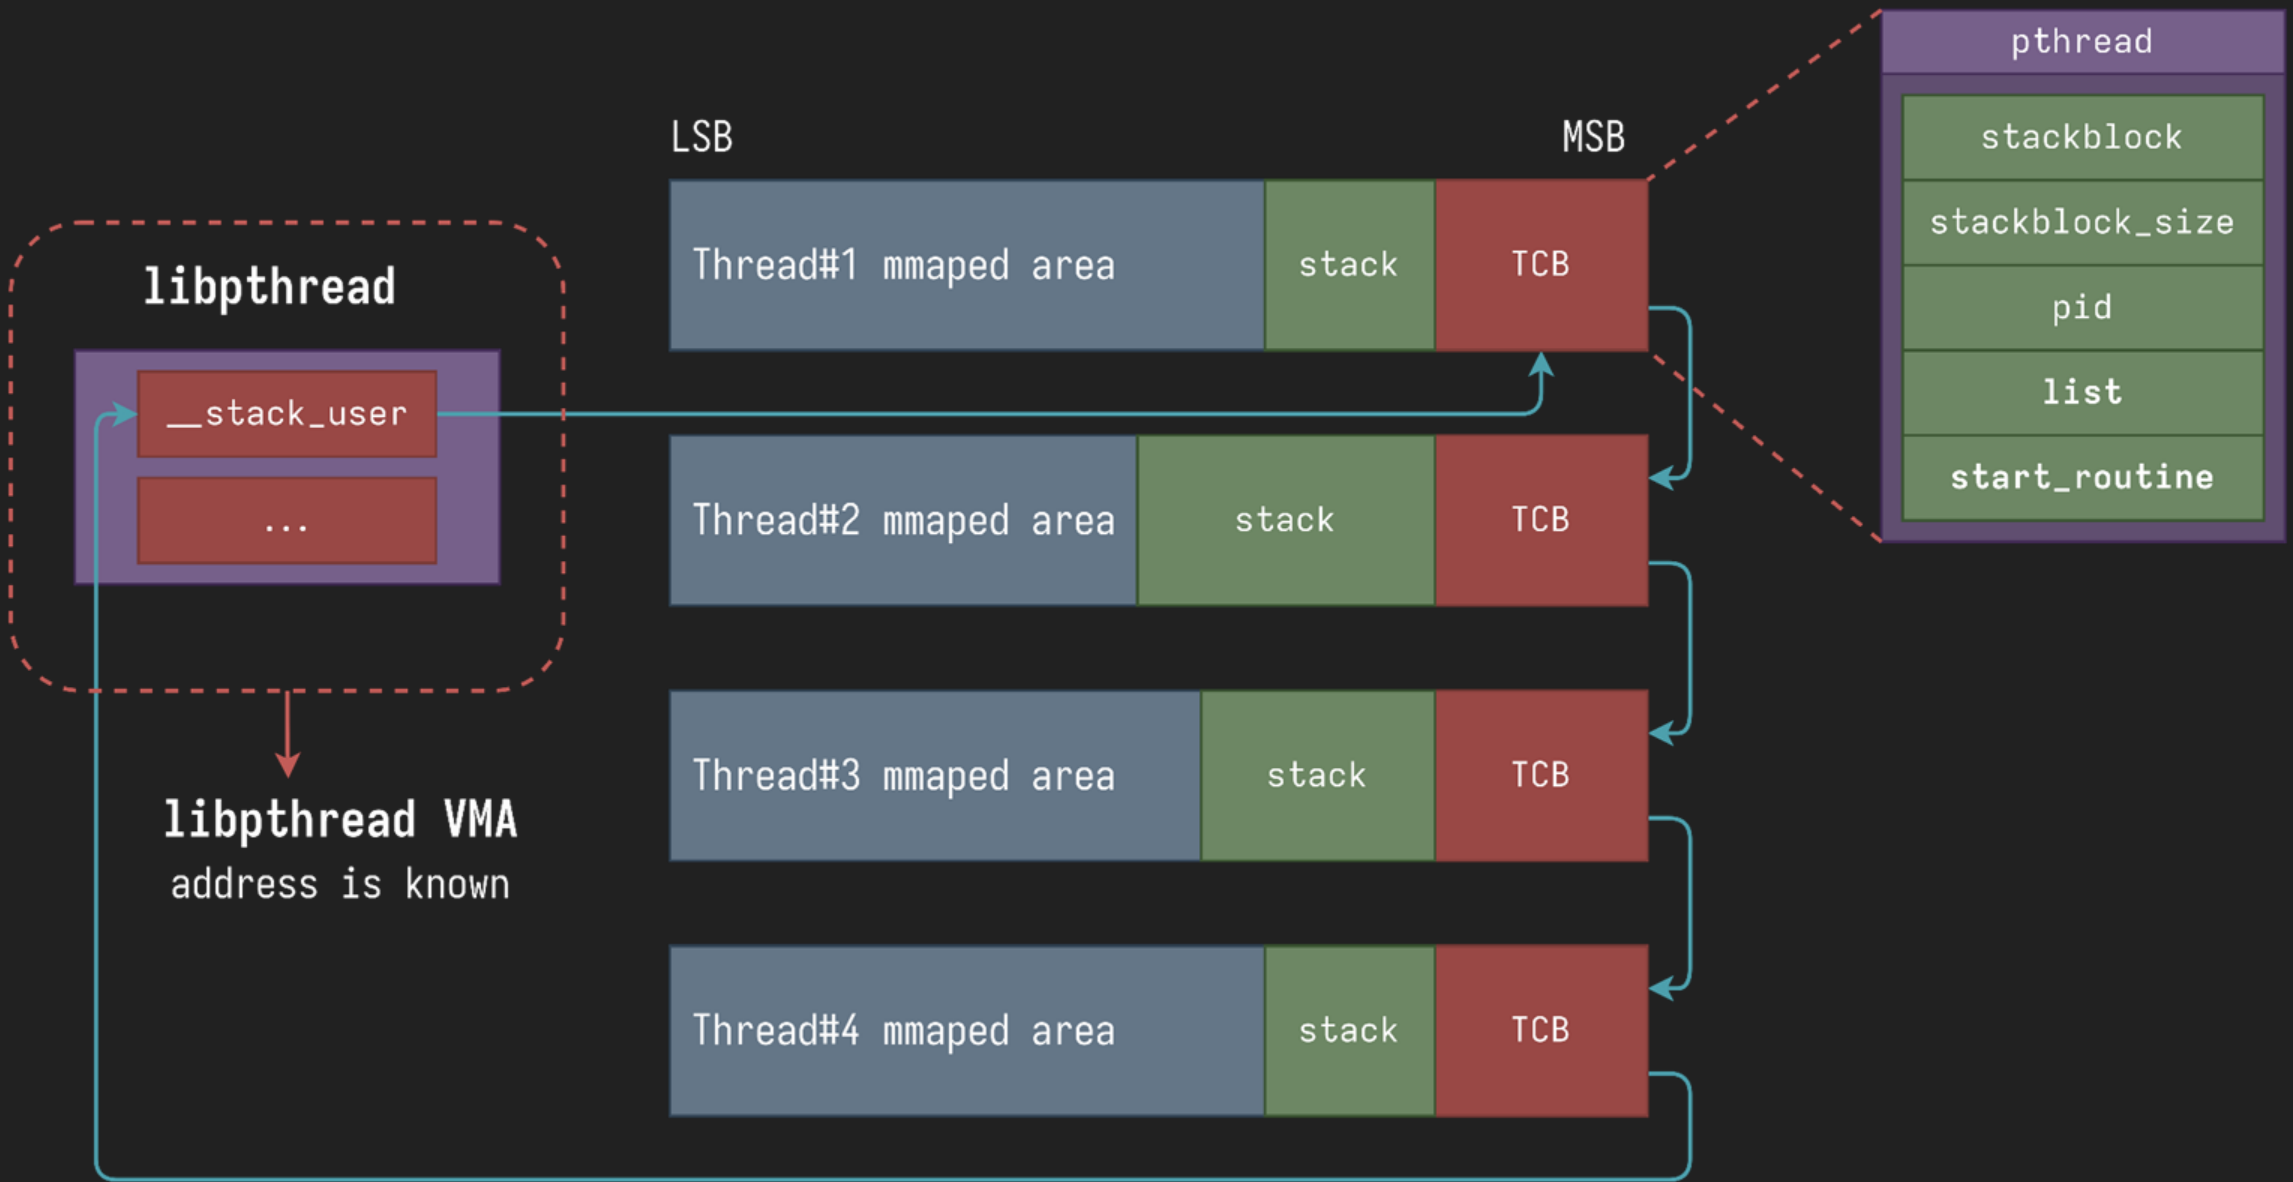 libpthread
__stack_user
...
libpthread VMA
address is known
LSB
MSB
Thread#1 mmaped area
stack
TCB
Thread#2 mmaped area
stack
TCB
Thread#3 mmaped area
stack
TCB
Thread#4 mmaped area
stack
TCB
pthread
stackblock
stackblock_size
pid
list
start_routine